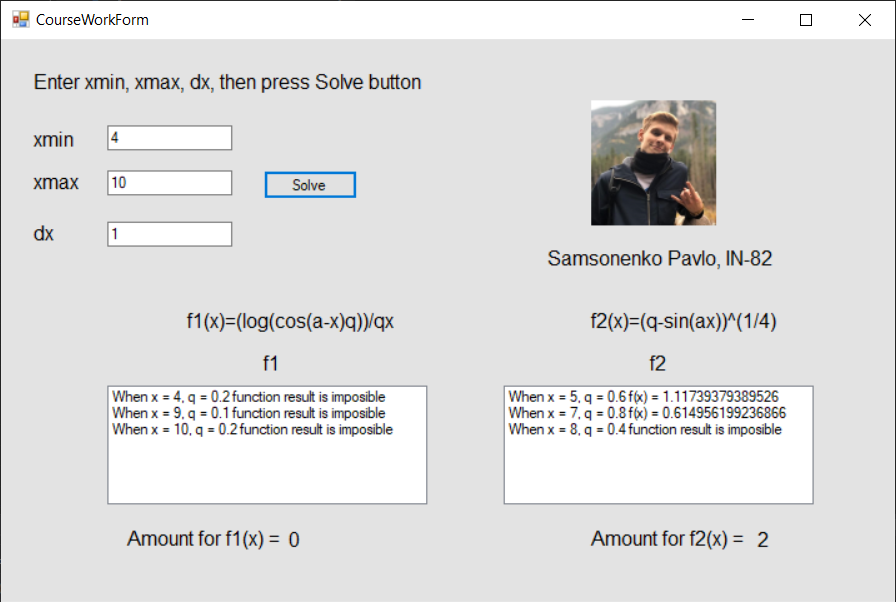 CourseWorkForm
Enter xmin, xmax, dx, then press Solve button
xmin 4
xmax 10 Solve
dx 1
Samsonenko Pavlo, IN-82
f1(x)=(log(cos(a-x)q))/qx
f2(x)=(q-sin(ax))^(1/4)
f1
f2
When x = 4, q = 0.2 function result is imposible
When x = 9, q = 0.1 function result is imposible
When x = 10, q = 0.2 function result is imposible
When x = 5, q = 0.6 f(x) = 1.11739379389526
When x = 7, q = 0.8 f(x) = 0.614956199236866
When x = 8, q = 0.4 function result is imposible
Amount for f1(x) = 0
Amount for f2(x) = 2